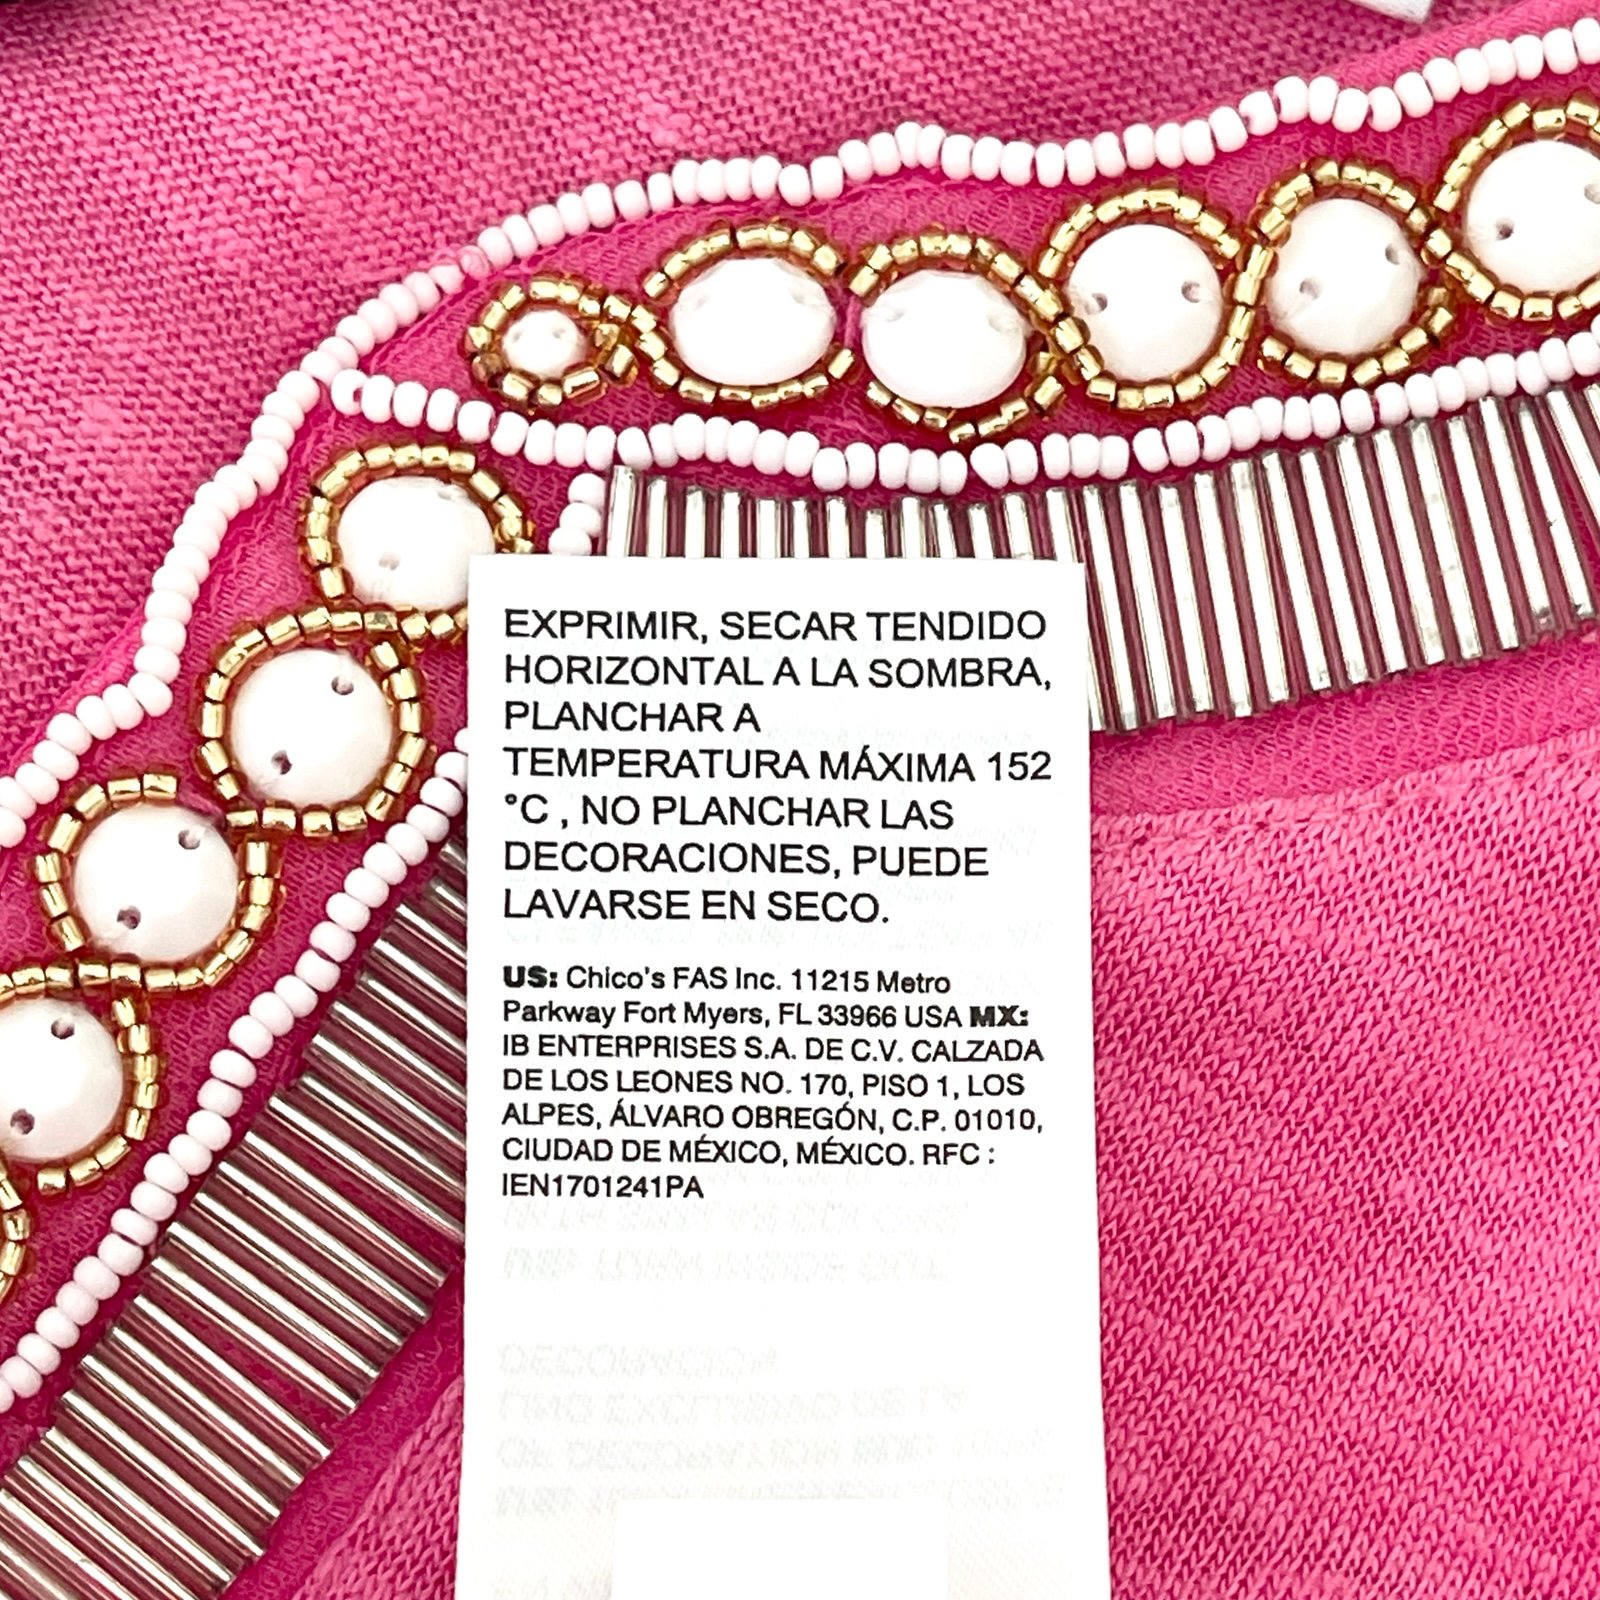 EXPRIMIR, SECAR TENDIDO
HORIZONTAL A LA SOMBRA,
PLANCHAR A
TEMPERATURA MÁXIMA 152
°C , NO PLANCHAR LAS
DECORACIONES, PUEDE
LAVARSE EN SECO.
US: Chico's FAS Inc. 11215 Metro
Parkway Fort Myers, FL 33966 USA MX:
IB ENTERPRISES S.A. DE C.V. CALZADA
DE LOS LEONES NO. 170, PISO 1, LOS
ALPES, ÁLVARO OBREGÓN, C.P. 01010,
CIUDAD DE MÉXICO, MÉXICO. RFC :
IEN1701241PA